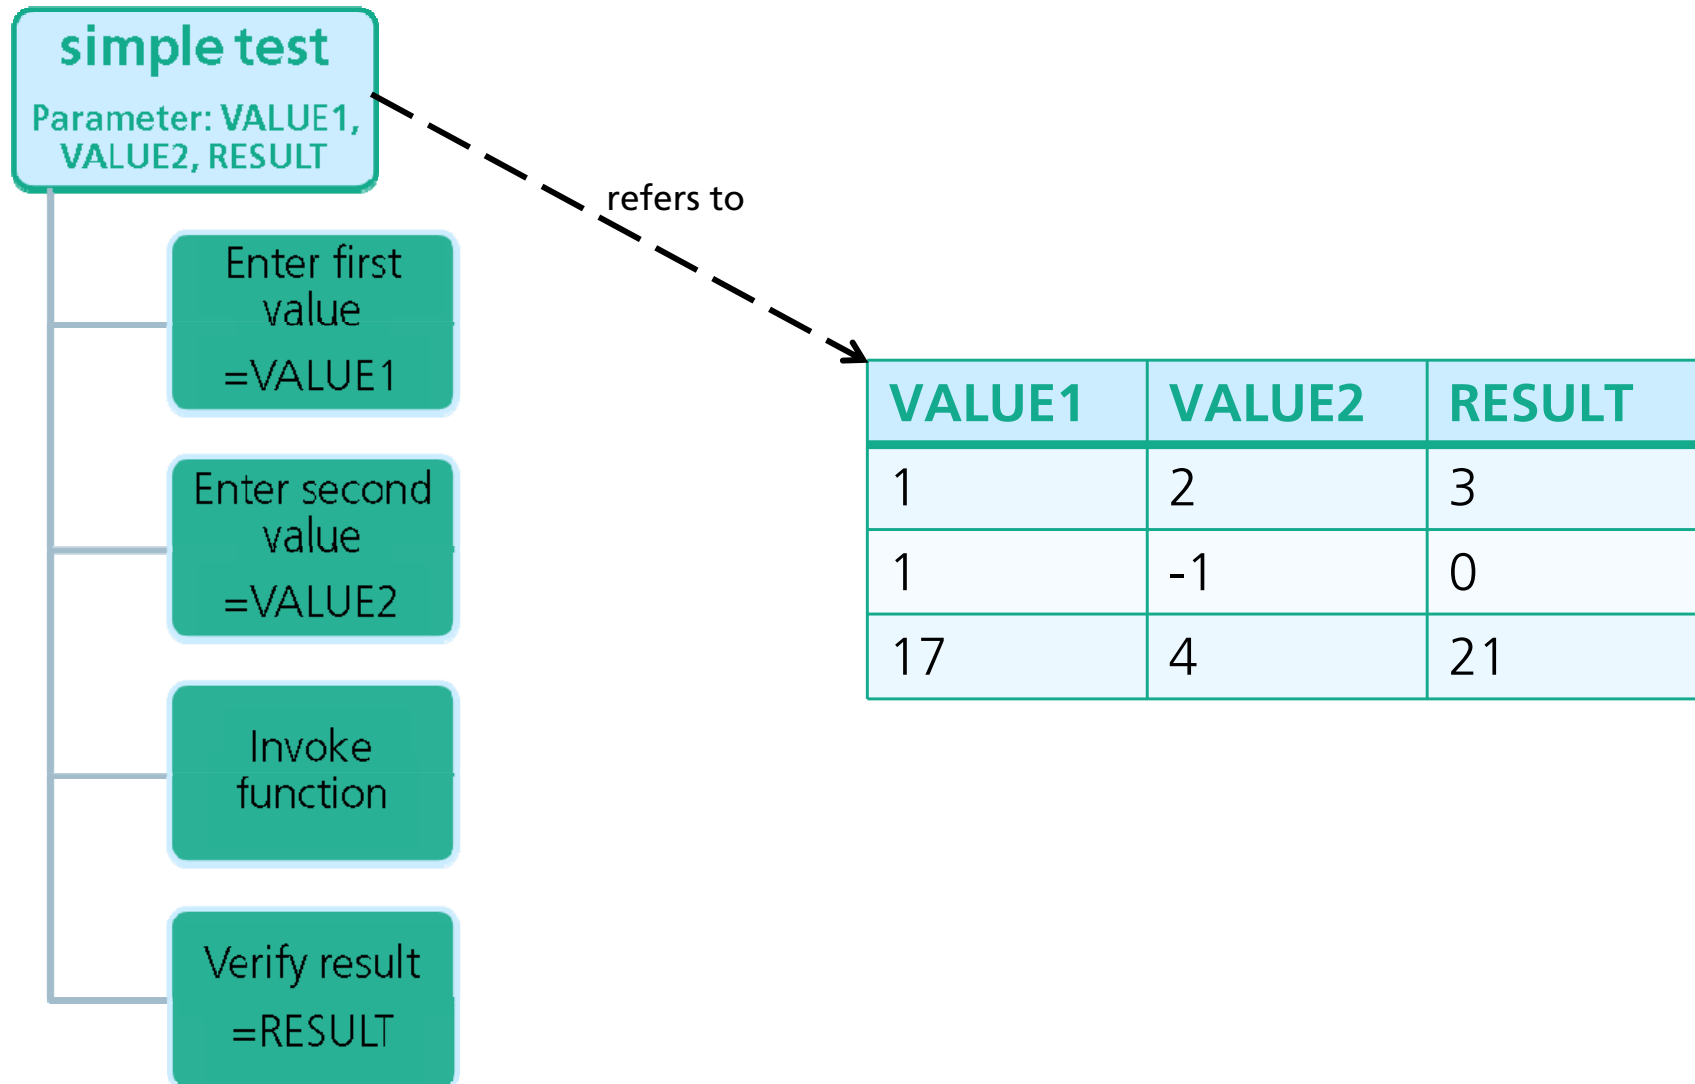 simple test
Parameter: VALUE1,
VALUE2, RESULT
refers to
Enter first
value
=VALUE1
Enter second
value
=VALUE2
Invoke
function
Verify result
=RESULT
VALUE1 VALUE2 RESULT
1 2 3
1 -1 0
17 4 21